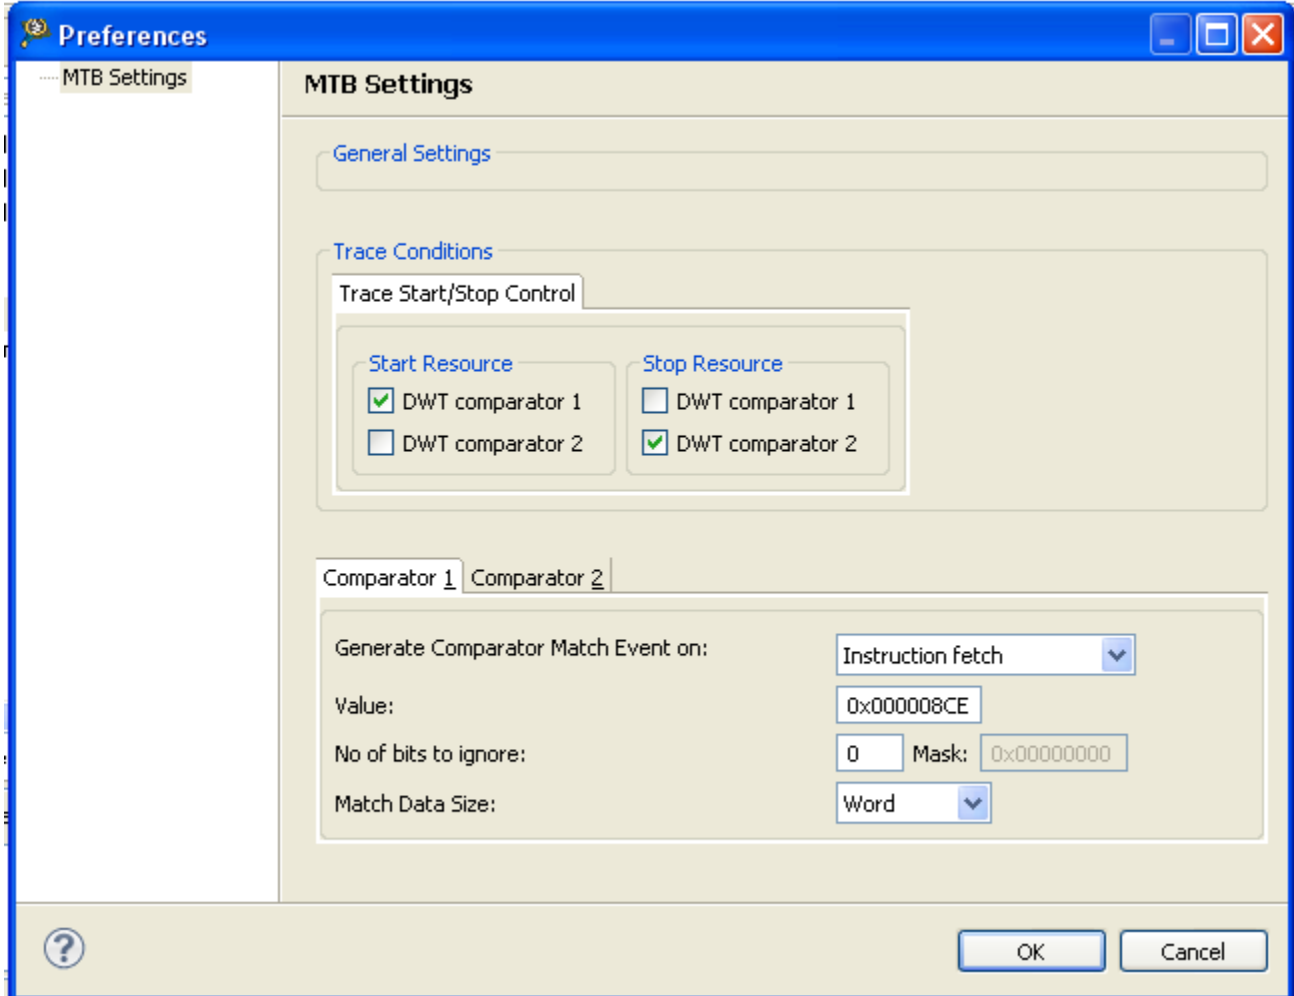 Preferences
MTB Settings
MTB Settings
General Settings
Trace Conditions
Trace Start/Stop Control
Start Resource
DWT comparator 1
DWT comparator 2
Stop Resource
DWT comparator 1
DWT comparator 2
Comparator 1 Comparator 2
Generate Comparator Match Event on: Instruction fetch
Value: 0x000008CE
No of bits to ignore: 0 Mask: 0x00000000
Match Data Size: Word
? OK Cancel